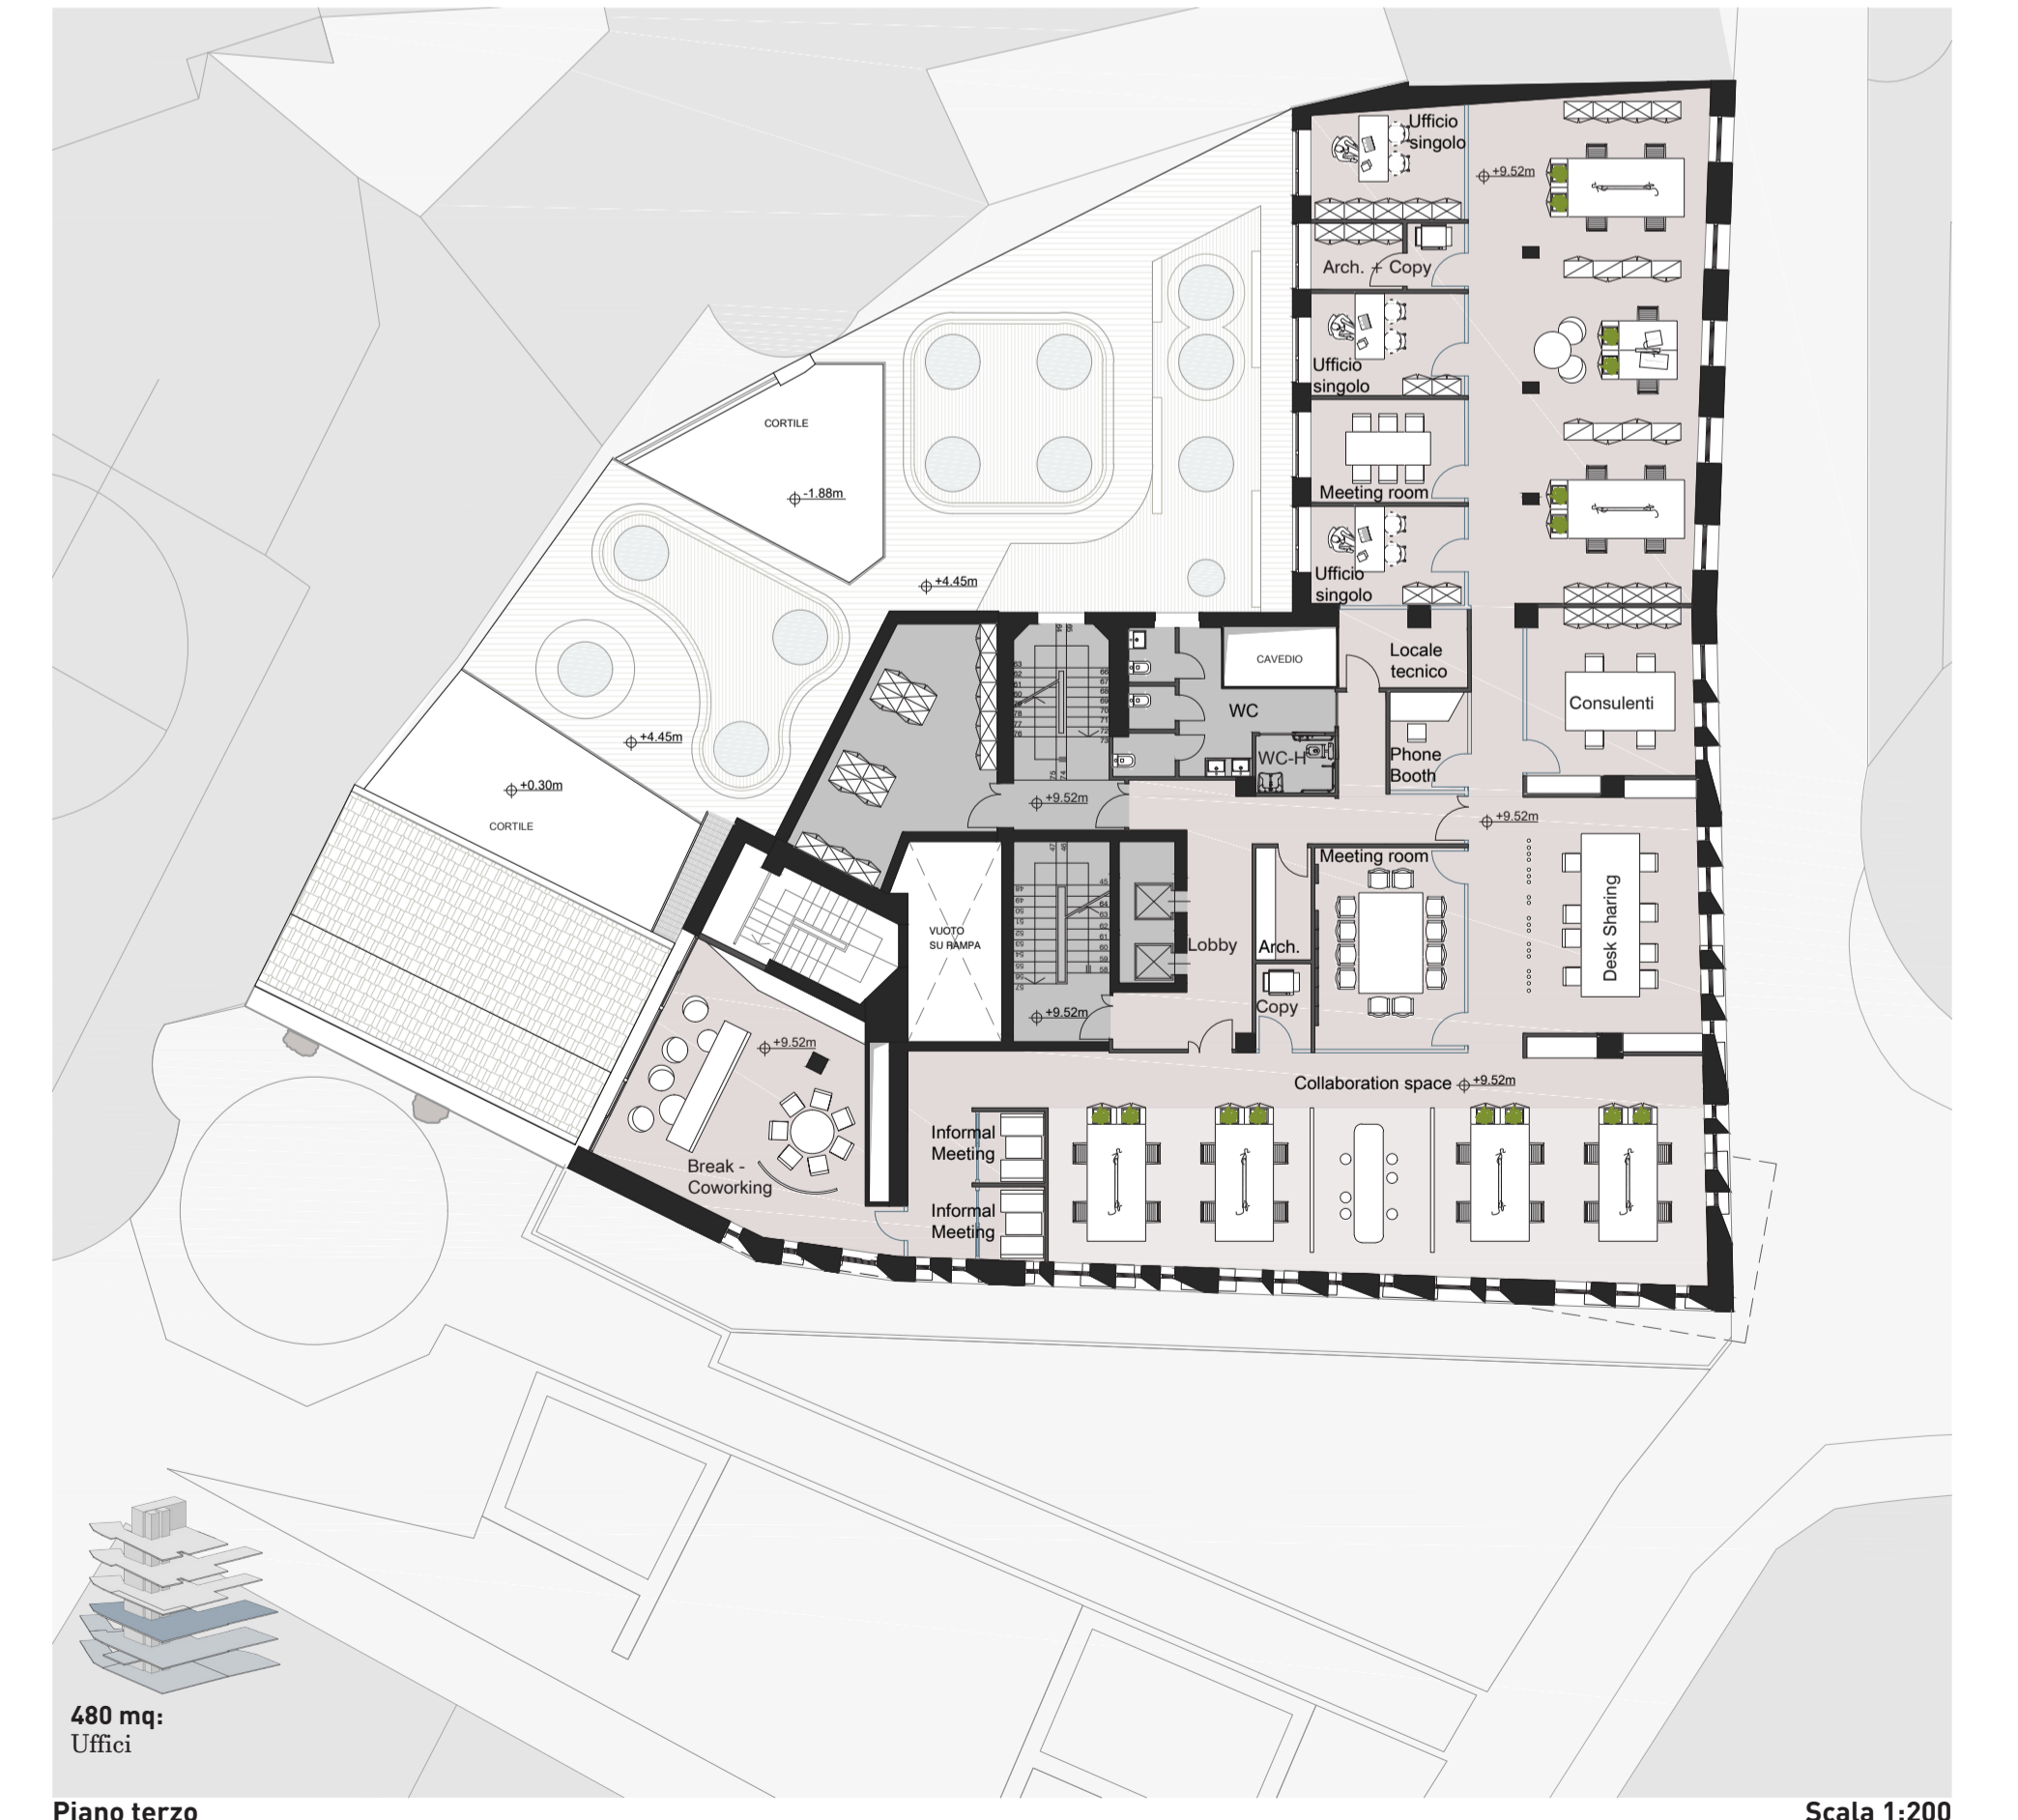 Ufficio
singolo
+9.52m
Arch. + Copy
Ufficio
singolo
CORTILE
-1.88m
Meeting room
Ufficio
singolo
+4.45m
CAVEDIO
Locale
tecnico
WC
Consulenti
+4.45m
WC-H
Phone
Booth
+0.30m
+9.52m
+9.52m
CORTILE
Meeting room
Desk Sharing
VUOTO
SU RAMPA
Lobby
Arch.
Copy
+9.52m
+9.52m
Collaboration space
+9.52m
Informal
Meeting
Break -
Coworking
Informal
Meeting
480 mq:
Uffici
Piano terzo
Scala 1:200